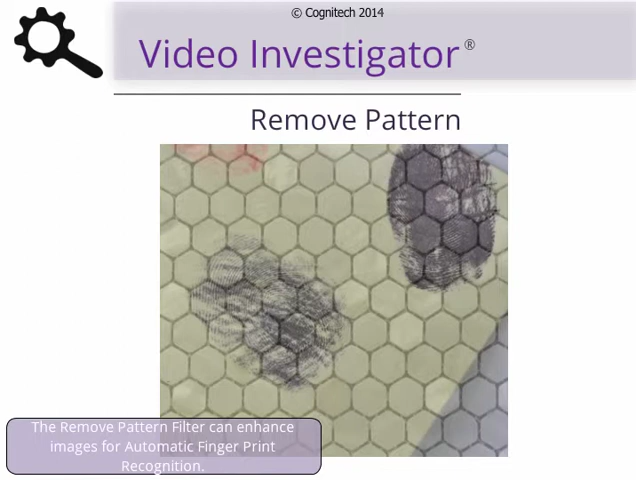 © Cognitech 2014
Video Investigator®
Remove Pattern
The Remove Pattern Filter can enhance
images for Automatic Finger Print
Recognition.